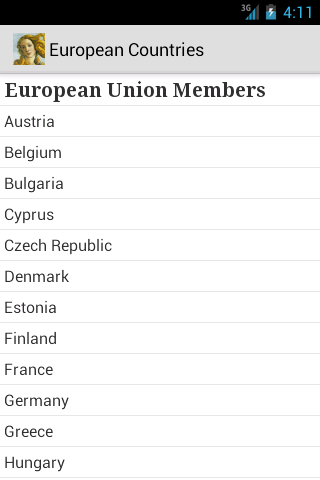 3G 4:11
European Countries
European Union Members
Austria
Belgium
Bulgaria
Cyprus
Czech Republic
Denmark
Estonia
Finland
France
Germany
Greece
Hungary